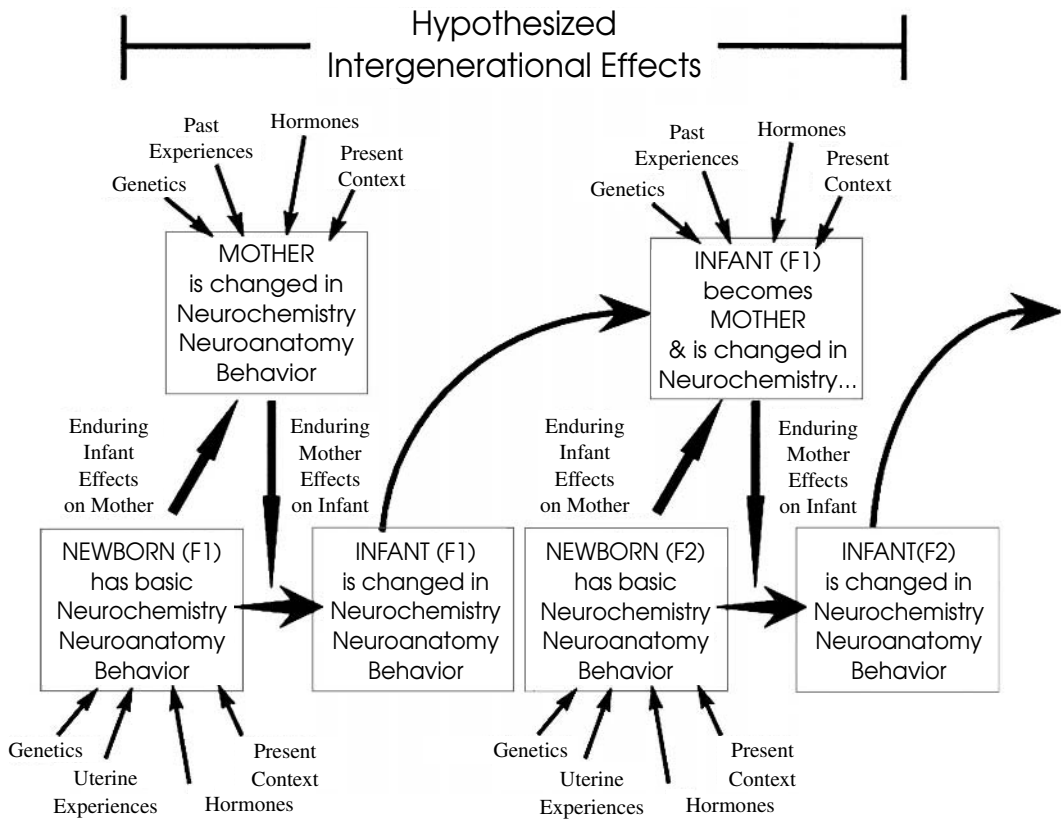 Hypothesized
Intergenerational Effects
Past
Experiences
Hormones
Genetics
Present
Context
MOTHER
is changed in
Neurochemistry
Neuroanatomy
Behavior
Past
Experiences
Hormones
Genetics
Present
Context
INFANT (F1)
becomes
MOTHER
& is changed in
Neurochemistry...
Enduring
Infant
Effects
on Mother
Enduring
Mother
Effects
on Infant
Enduring
Infant
Effects
on Mother
Enduring
Mother
Effects
on Infant
NEWBORN (F1)
has basic
Neurochemistry
Neuroanatomy
Behavior
INFANT (F1)
is changed in
Neurochemistry
Neuroanatomy
Behavior
NEWBORN (F2)
has basic
Neurochemistry
Neuroanatomy
Behavior
INFANT(F2)
is changed in
Neurochemistry
Neuroanatomy
Behavior
Genetics
Uterine
Experiences
Hormones
Present
Context
Genetics
Uterine
Experiences
Hormones
Present
Context